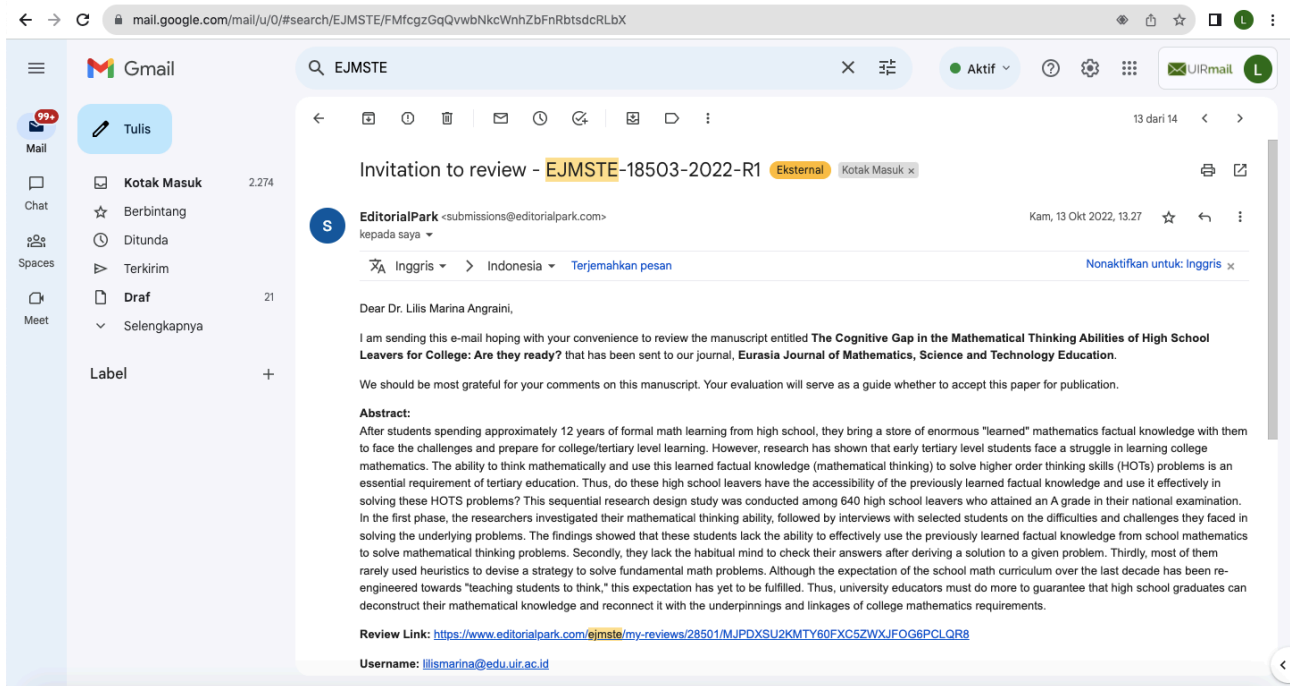 mail.google.com/mail/u/0/#search/EJMSTE/FMfcgzGqQvwbNkcWnhZbFnRbtsdcRLbX
L
Gmail
EJMSTE
Aktif
UIRmail
L
99+
Mail
Chat
Spaces
Meet
Tulis
Kotak Masuk 2.274
Berbintang
Ditunda
Terkirim
Draf 21
Selengkapnya
Label
13 dari 14
Invitation to review - EJMSTE-18503-2022-R1 Eksternal Kotak Masuk ×
S
EditorialPark <submissions@editorialpark.com> Kam, 13 Okt 2022, 13.27
kepada saya
Inggris > Indonesia Terjemahkan pesan Nonaktifkan untuk: Inggris ×
Dear Dr. Lilis Marina Angraini,
I am sending this e-mail hoping with your convenience to review the manuscript entitled The Cognitive Gap in the Mathematical Thinking Abilities of High School
Leavers for College: Are they ready? that has been sent to our journal, Eurasia Journal of Mathematics, Science and Technology Education.
We should be most grateful for your comments on this manuscript. Your evaluation will serve as a guide whether to accept this paper for publication.
Abstract:
After students spending approximately 12 years of formal math learning from high school, they bring a store of enormous "learned" mathematics factual knowledge with them
to face the challenges and prepare for college/tertiary level learning. However, research has shown that early tertiary level students face a struggle in learning college
mathematics. The ability to think mathematically and use this learned factual knowledge (mathematical thinking) to solve higher order thinking skills (HOTs) problems is an
essential requirement of tertiary education. Thus, do these high school leavers have the accessibility of the previously learned factual knowledge and use it effectively in
solving these HOTS problems? This sequential research design study was conducted among 640 high school leavers who attained an A grade in their national examination.
In the first phase, the researchers investigated their mathematical thinking ability, followed by interviews with selected students on the difficulties and challenges they faced in
solving the underlying problems. The findings showed that these students lack the ability to effectively use the previously learned factual knowledge from school mathematics
to solve mathematical thinking problems. Secondly, they lack the habitual mind to check their answers after deriving a solution to a given problem. Thirdly, most of them
rarely used heuristics to devise a strategy to solve fundamental math problems. Although the expectation of the school math curriculum over the last decade has been re-
engineered towards "teaching students to think," this expectation has yet to be fulfilled. Thus, university educators must do more to guarantee that high school graduates can
deconstruct their mathematical knowledge and reconnect it with the underpinnings and linkages of college mathematics requirements.
Review Link: https://www.editorialpark.com/ejmste/my-reviews/28501/MJPDXSU2KMTY60FXC5ZWXJFOG6PCLQR8
Username: lilismarina@edu.uir.ac.id